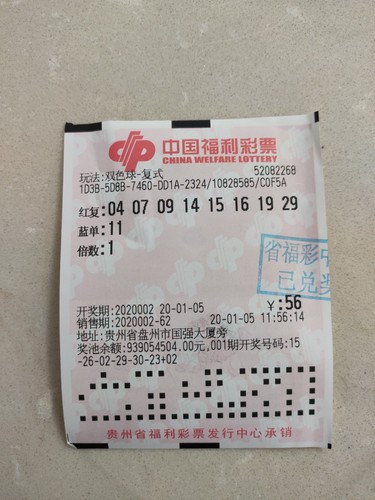 中国福利彩票
CHINA WELFARE LOTTERY
玩法:双色球-复式 52082268
1D3B-5D8B-7460-DD1A-2324/10828585/C0F5A
红复:04 07 09 14 15 16 19 29
蓝单:11
倍数:1
省福彩
已兑奖
开奖期:2020002 20-01-05 ¥:56
销售期:2020002-62 20-01-05 11:56:14
地址:贵州省盘州市国强大厦旁
奖池余额:939054504.00元,001期开奖号码:15
-26-02-29-30-23+02
贵州省福利彩票发行中心承销